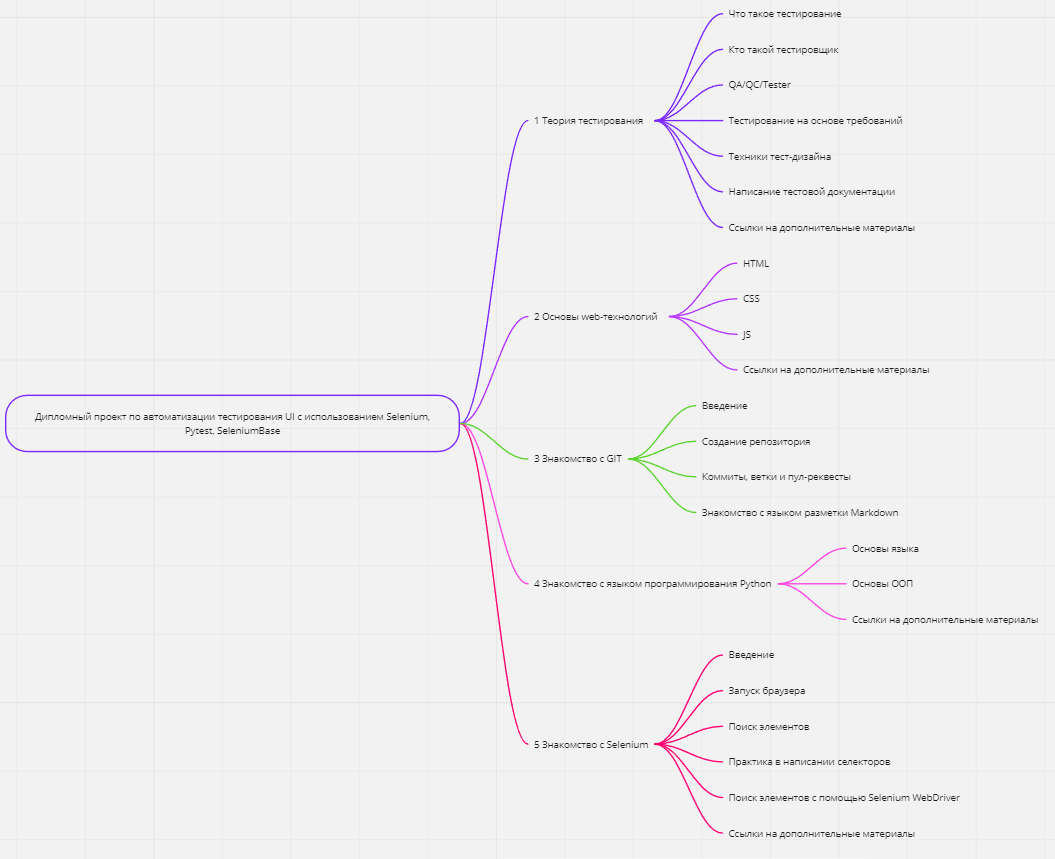 Дипломный проект по автоматизации тестирования UI с использованием Selenium,
Pytest, SeleniumBase
1 Теория тестирования
Что такое тестирование
Кто такой тестировщик
QA/QC/Tester
Тестирование на основе требований
Техники тест-дизайна
Написание тестовой документации
Ссылки на дополнительные материалы
2 Основы web-технологий
HTML
CSS
JS
Ссылки на дополнительные материалы
3 Знакомство с GIT
Введение
Создание репозитория
Коммиты, ветки и пул-реквесты
Знакомство с языком разметки Markdown
4 Знакомство с языком программирования Python
Основы языка
Основы ООП
Ссылки на дополнительные материалы
5 Знакомство с Selenium
Введение
Запуск браузера
Поиск элементов
Практика в написании селекторов
Поиск элементов с помощью Selenium WebDriver
Ссылки на дополнительные материалы